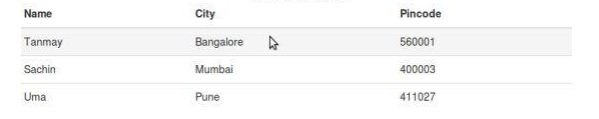 Name City Pincode
Tanmay Bangalore 560001
Sachin Mumbai 400003
Uma Pune 411027